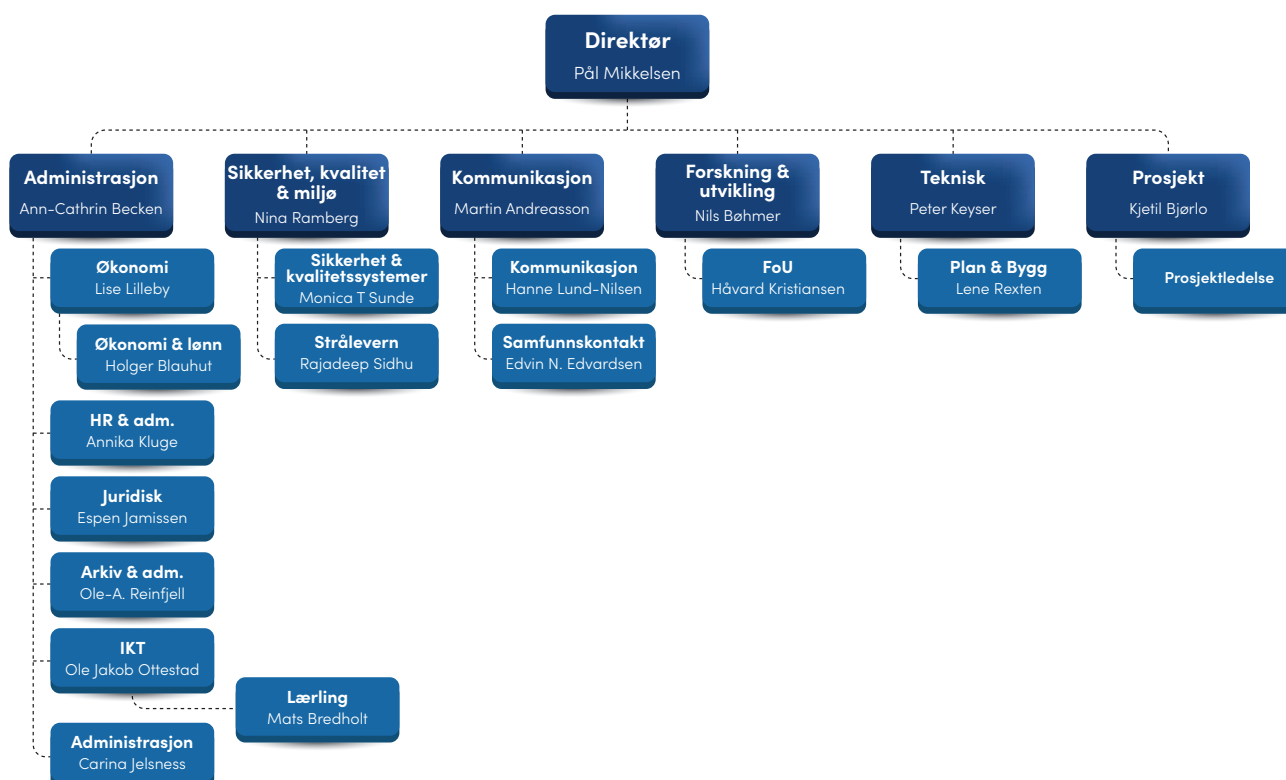 Direktør
Pål Mikkelsen
Administrasjon
Ann-Cathrin Becken
Sikkerhet, kvalitet
& miljø
Nina Ramberg
Kommunikasjon
Martin Andreasson
Forskning &
utvikling
Nils Bøhmer
Teknisk
Peter Keyser
Prosjekt
Kjetil Bjørlo
Økonomi
Lise Lilleby
Økonomi & lønn
Holger Blauhut
HR & adm.
Annika Kluge
Juridisk
Espen Jamissen
Arkiv & adm.
Ole-A. Reinfjell
IKT
Ole Jakob Ottestad
Lærling
Mats Bredholt
Administrasjon
Carina Jelsness
Sikkerhet &
kvalitetssystemer
Monica T Sunde
Strålevern
Rajadeep Sidhu
Kommunikasjon
Hanne Lund-Nilsen
Samfunnskontakt
Edvin N. Edvardsen
FoU
Håvard Kristiansen
Plan & Bygg
Lene Rexten
Prosjektledelse